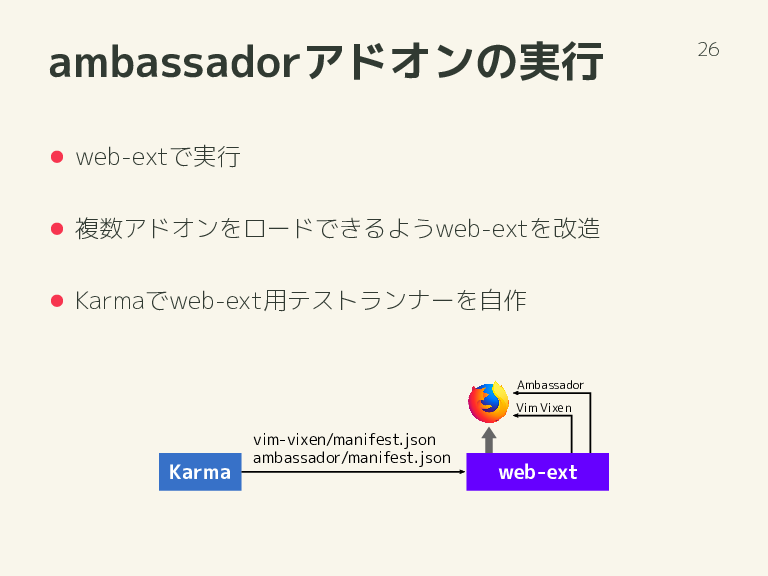 ambassadorアドオンの実行
26
web-extで実行
複数アドオンをロードできるようweb-extを改造
Karmaでweb-ext用テストランナーを自作
Ambassador
Vim Vixen
vim-vixen/manifest.json
ambassador/manifest.json
Karma
web-ext